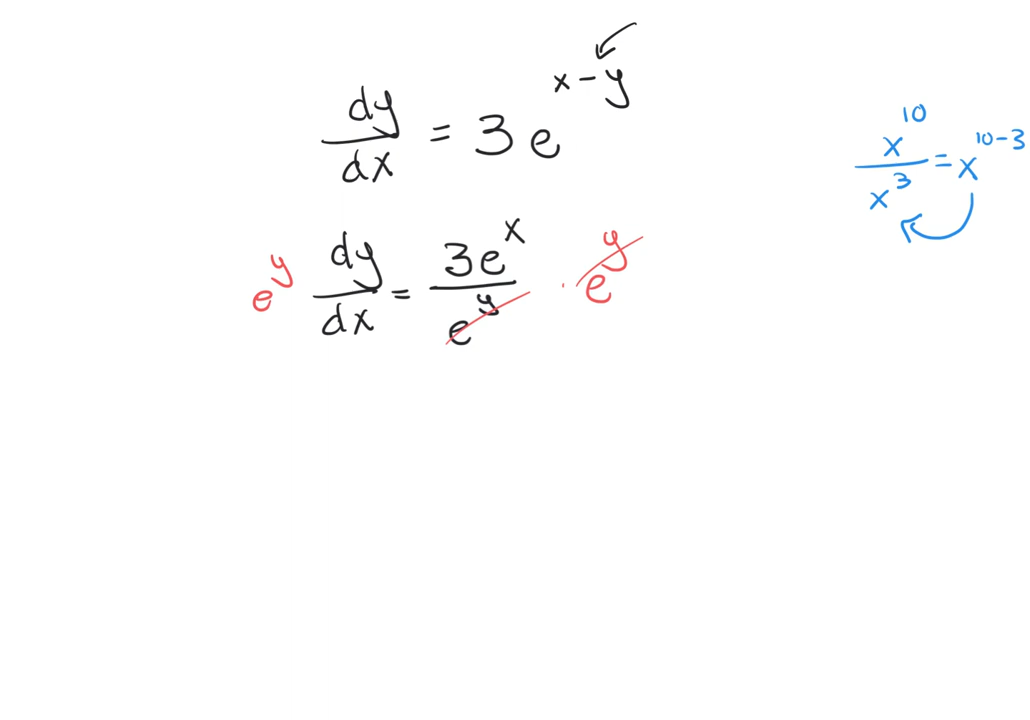 dy/dx = 3e^(x-y)
x^10/x^3 = x^(10-3)
e^y dy/dx = 3e^x/e^y · e^y